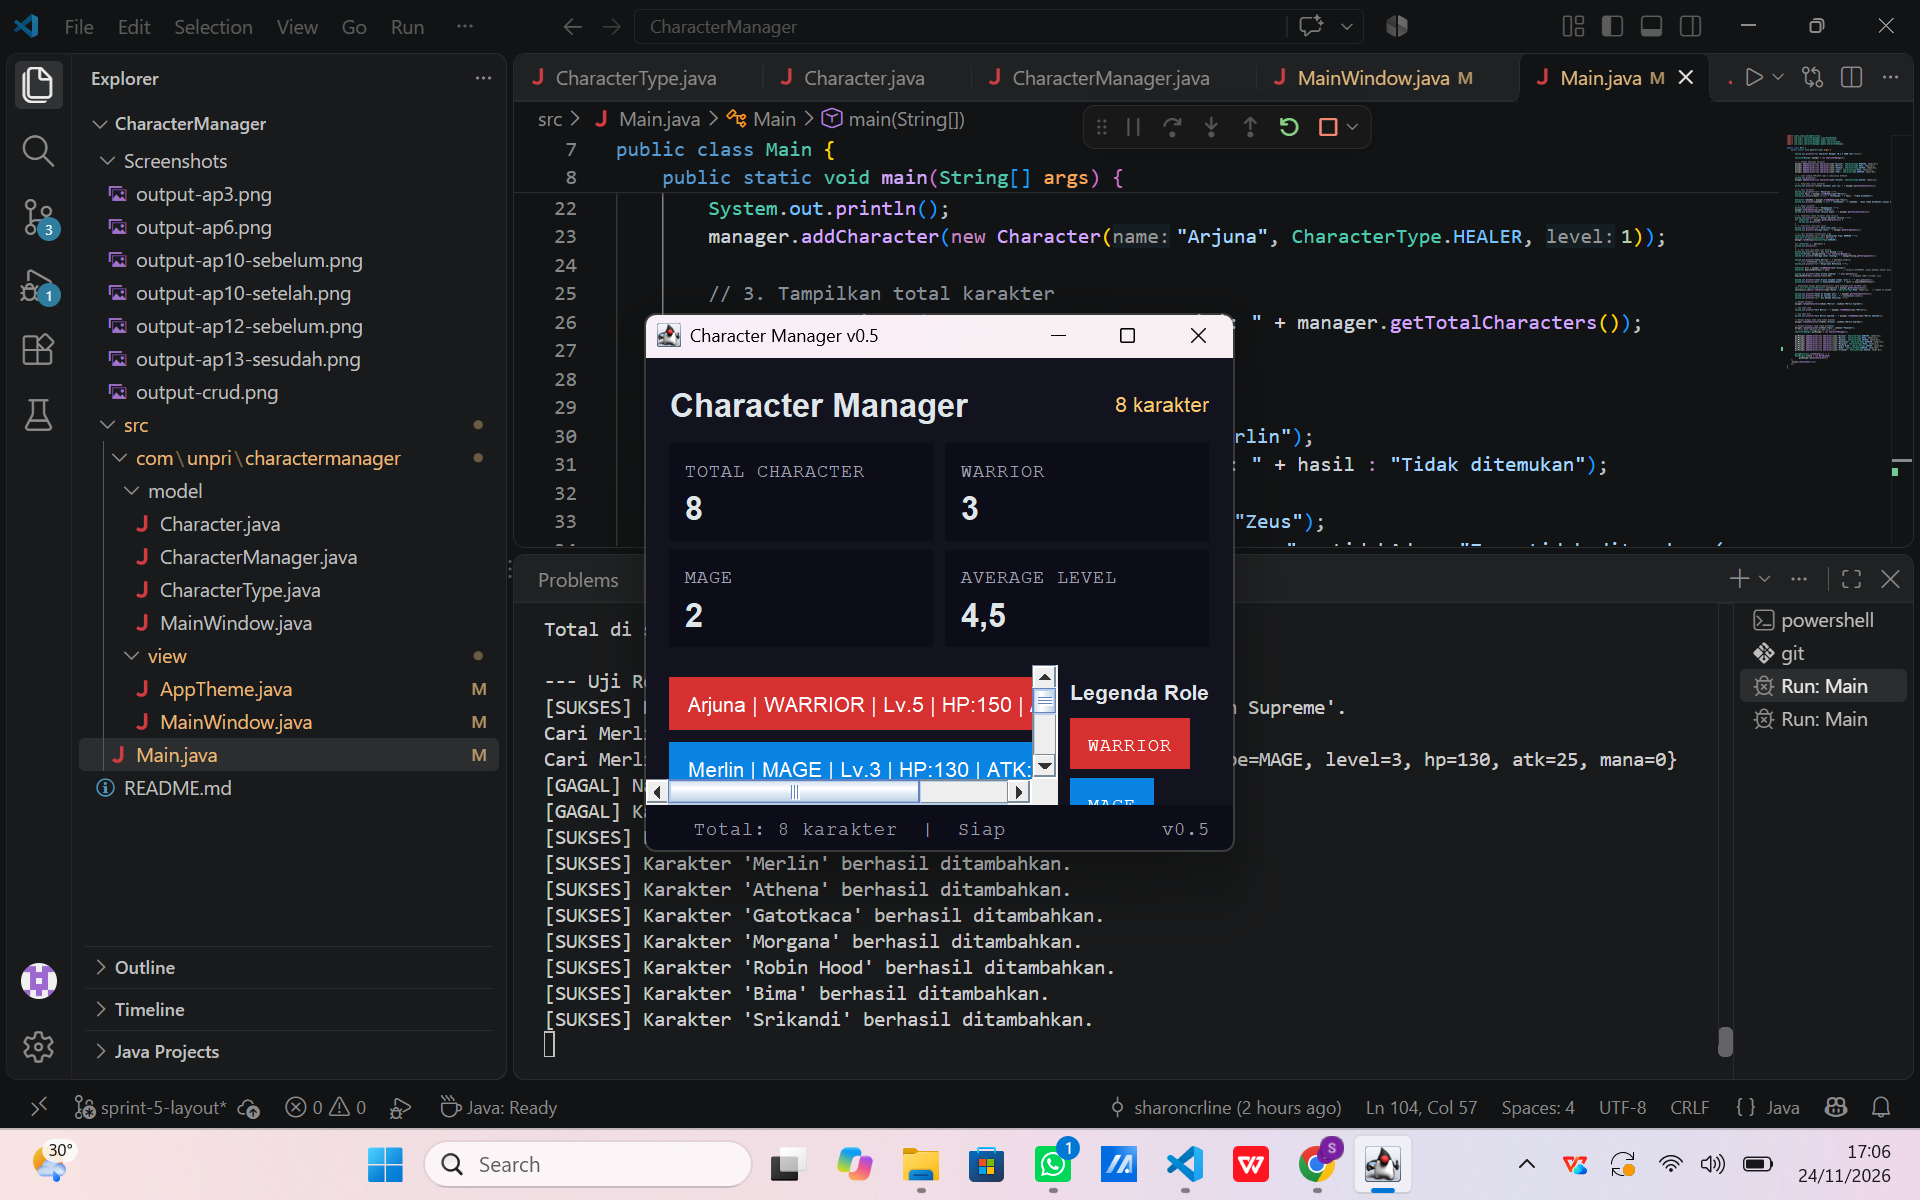 File Edit Selection View Go Run ··· CharacterManager
Explorer
CharacterManager
Screenshots
output-ap3.png
output-ap6.png
output-ap10-sebelum.png
output-ap10-setelah.png
output-ap12-sebelum.png
output-ap13-sesudah.png
output-crud.png
src
com\unpri\charactermanager
model
Character.java
CharacterManager.java
CharacterType.java
MainWindow.java
view
AppTheme.java M
MainWindow.java M
Main.java M
README.md
Outline
Timeline
Java Projects
3
1
CharacterType.java Character.java CharacterManager.java MainWindow.java M Main.java M
src > Main.java > Main > main(String[])
7 public class Main {
8 public static void main(String[] args) {
22 System.out.println();
23 manager.addCharacter(new Character(name: "Arjuna", CharacterType.HEALER, level: 1));
24
25 // 3. Tampilkan total karakter
26 : " + manager.getTotalCharacters());
27
28
29
30 rlin");
31 : " + hasil : "Tidak ditemukan");
32
33 "Zeus");
Character Manager v0.5
Character Manager
8 karakter
TOTAL CHARACTER
8
WARRIOR
3
MAGE
2
AVERAGE LEVEL
4,5
Arjuna | WARRIOR | Lv.5 | HP:150 |
Merlin | MAGE | Lv.3 | HP:130 | ATK:
Legenda Role
WARRIOR
MAGE
Total: 8 karakter | Siap v0.5
Problems
Total di
--- Uji R
[SUKSES] Supreme'.
Cari Merl
Cari Merl =MAGE, level=3, hp=130, atk=25, mana=0}
[GAGAL] N
[GAGAL] K
[SUKSES]
[SUKSES] Karakter 'Merlin' berhasil ditambahkan.
[SUKSES] Karakter 'Athena' berhasil ditambahkan.
[SUKSES] Karakter 'Gatotkaca' berhasil ditambahkan.
[SUKSES] Karakter 'Morgana' berhasil ditambahkan.
[SUKSES] Karakter 'Robin Hood' berhasil ditambahkan.
[SUKSES] Karakter 'Bima' berhasil ditambahkan.
[SUKSES] Karakter 'Srikandi' berhasil ditambahkan.
powershell
git
Run: Main
Run: Main
sprint-5-layout* 0 0 Java: Ready sharoncrline (2 hours ago) Ln 104, Col 57 Spaces: 4 UTF-8 CRLF { } Java
30°
Search
1
S
17:06
24/11/2026